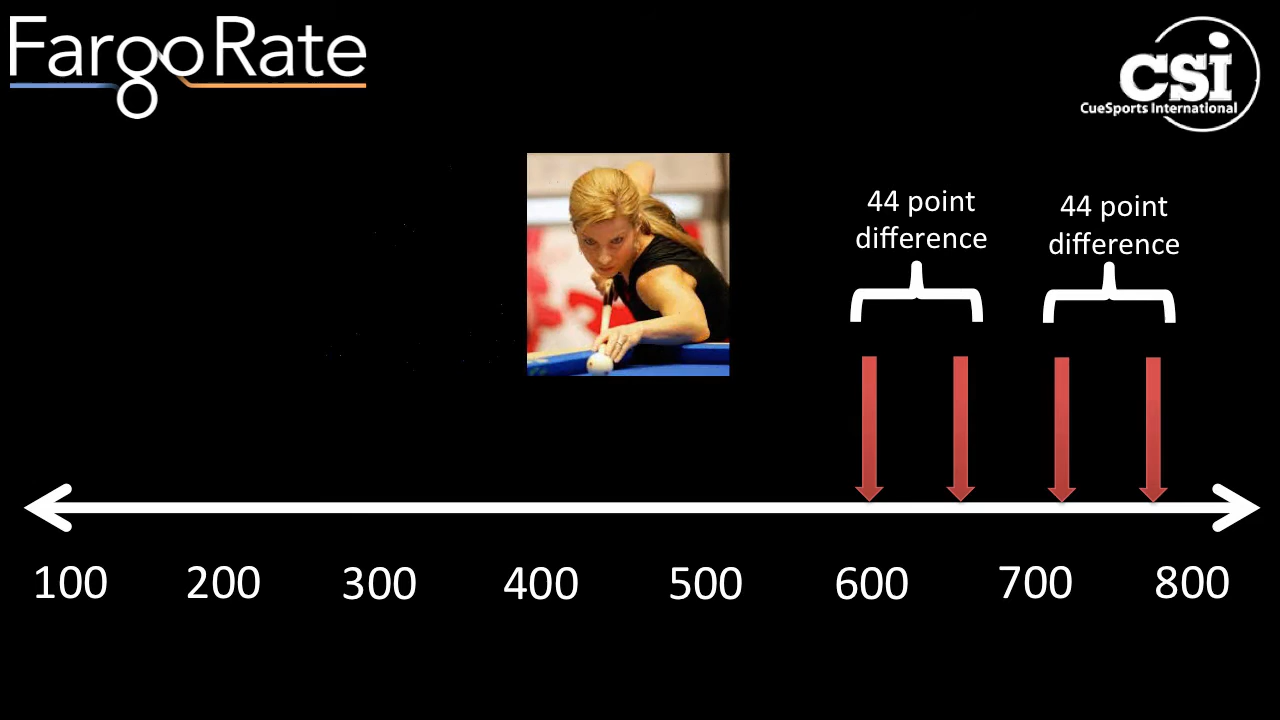 FargoRate
CSi
CueSports International
44 point
difference
44 point
difference
100 200 300 400 500 600 700 800